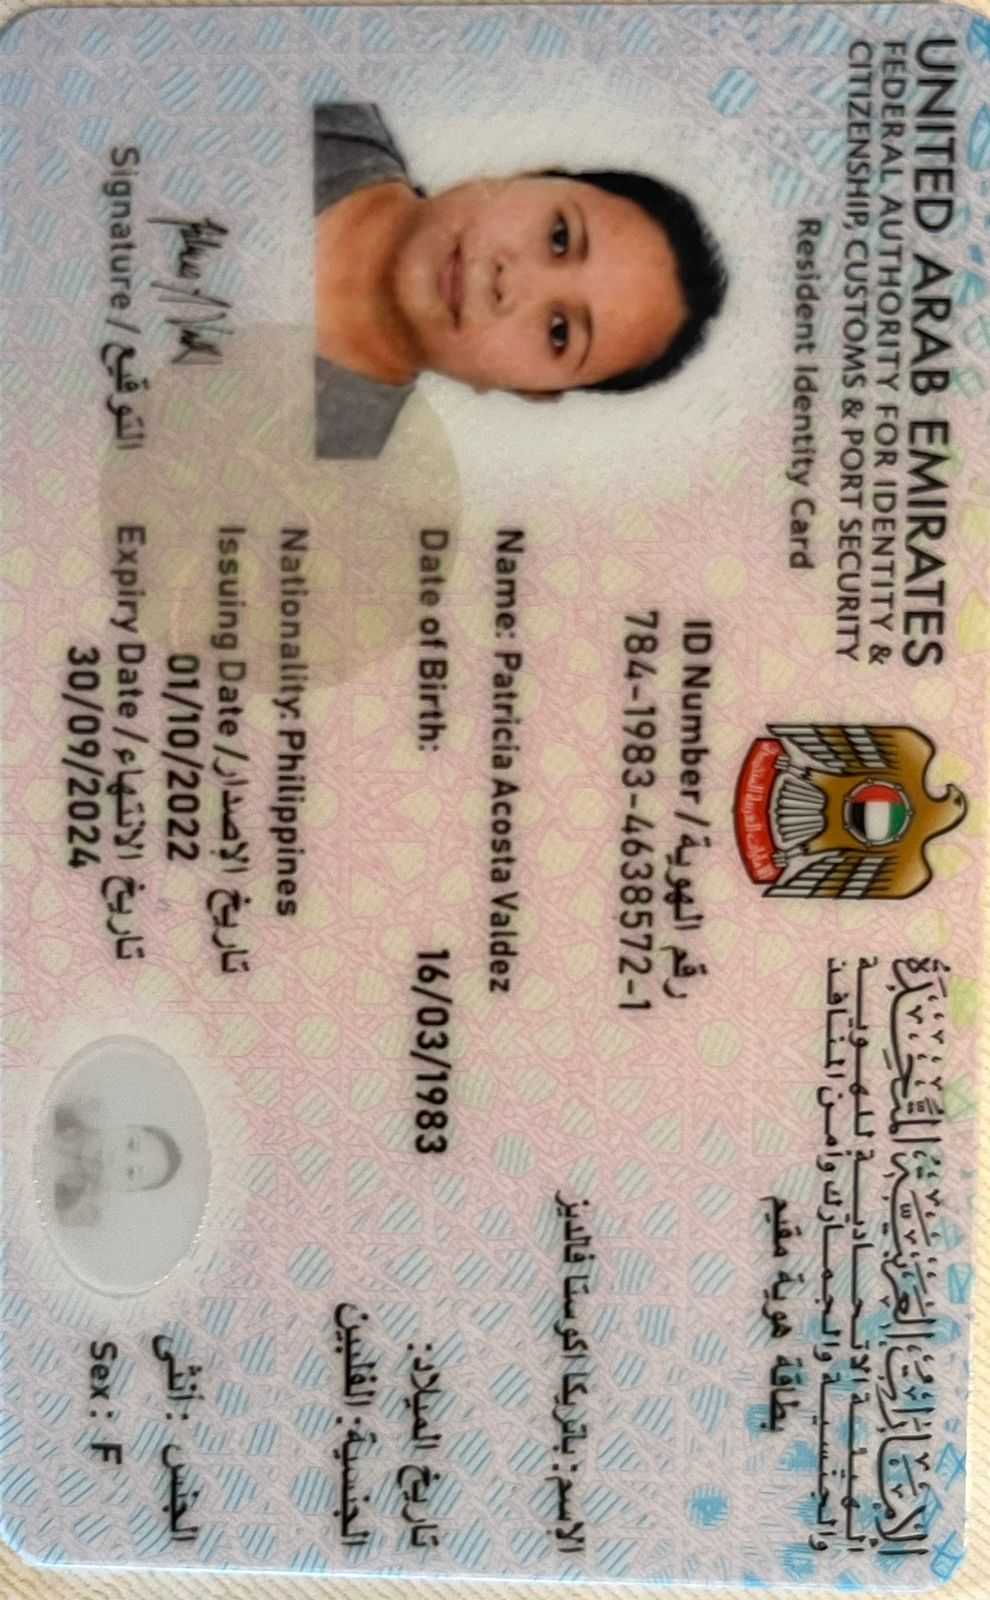 UNITED ARAB EMIRATES
FEDERAL AUTHORITY FOR IDENTITY &
CITIZENSHIP, CUSTOMS & PORT SECURITY
Resident Identity Card
الإمارات العربية المتحدة
الهيئة الاتحادية للهوية
والجنسية والجمارك وأمن المنافذ
بطاقة هوية مقيم
ID Number / رقم الهوية
784-1983-4638572-1
الإسم: باتريكا اكوستا فالديز
Name: Patricia Acosta Valdez
Date of Birth: 16/03/1983 تاريخ الميلاد:
الجنسية: الفلبين
Nationality: Philippines
Issuing Date / تاريخ الإصدار
01/10/2022
Expiry Date / تاريخ الانتهاء
30/09/2024
الجنس: أنثى
Sex: F
Signature / التوقيع